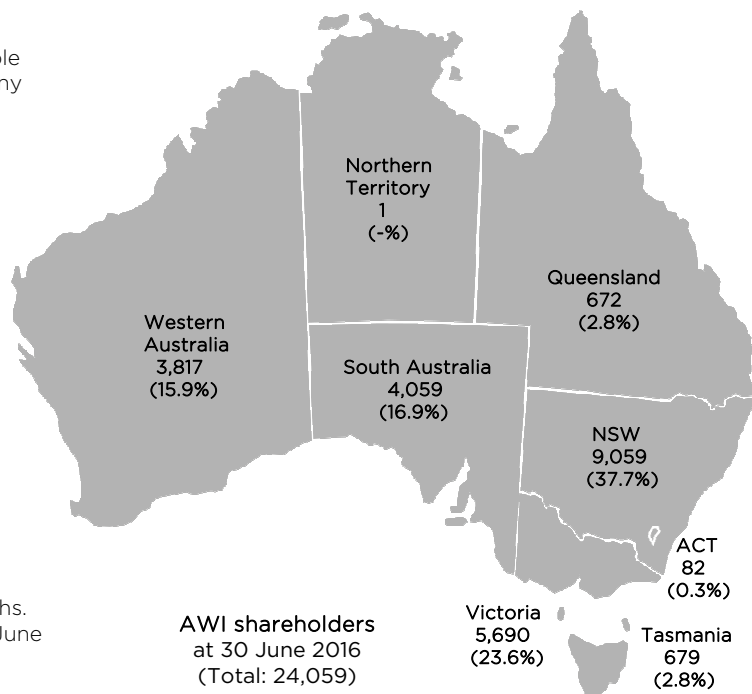 Northern
Territory
1
(-%)
Queensland
672
(2.8%)
Western
Australia
3,817
(15.9%)
South Australia
4,059
(16.9%)
NSW
9,059
(37.7%)
ACT
82
(0.3%)
Victoria
5,690
(23.6%)
Tasmania
679
(2.8%)
AWI shareholders
at 30 June 2016
(Total: 24,059)
June